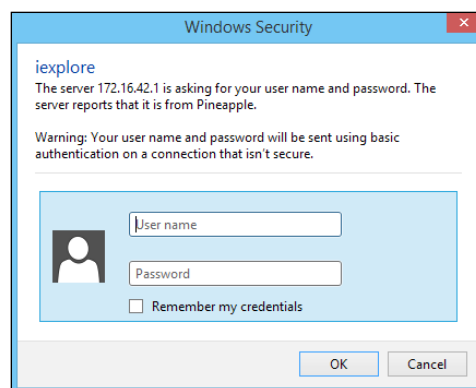 Windows Security
iexplore
The server 172.16.42.1 is asking for your user name and password. The
server reports that it is from Pineapple.
Warning: Your user name and password will be sent using basic
authentication on a connection that isn't secure.
User name
Password
Remember my credentials
OK
Cancel